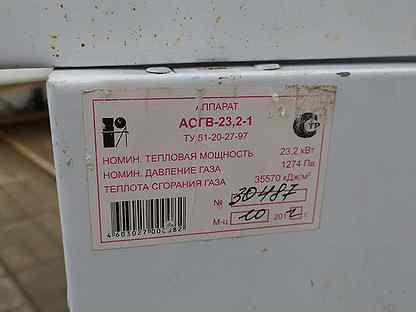 АППАРАТ
АСГВ-23,2-1
ТУ.51-20-27-97
НОМИН. ТЕПЛОВАЯ МОЩНОСТЬ 23,2 кВт
НОМИН. ДАВЛЕНИЕ ГАЗА 1274 Па
ТЕПЛОТА СГОРАНИЯ ГАЗА 35570 кДж/м³
№ 30487
М-ц 10 201 г.